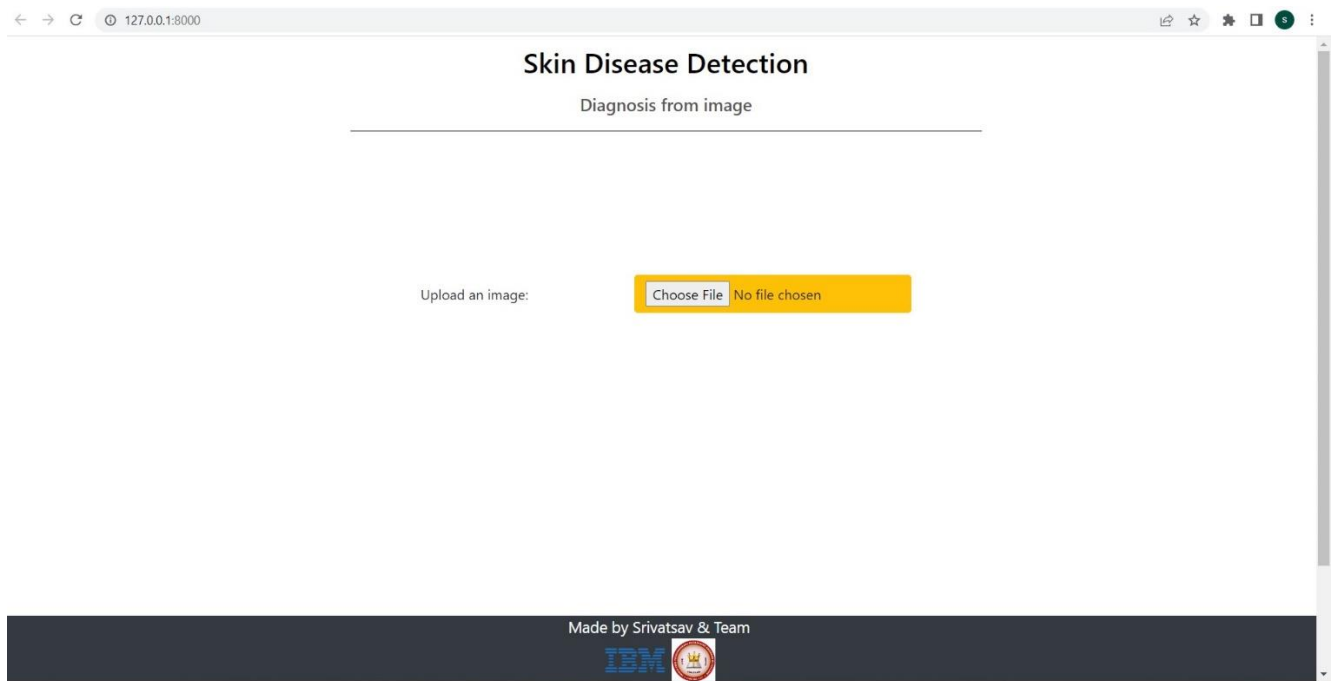 127.0.0.1:8000
S
Skin Disease Detection
Diagnosis from image
Upload an image: Choose File No file chosen
Made by Srivatsav & Team
IBM